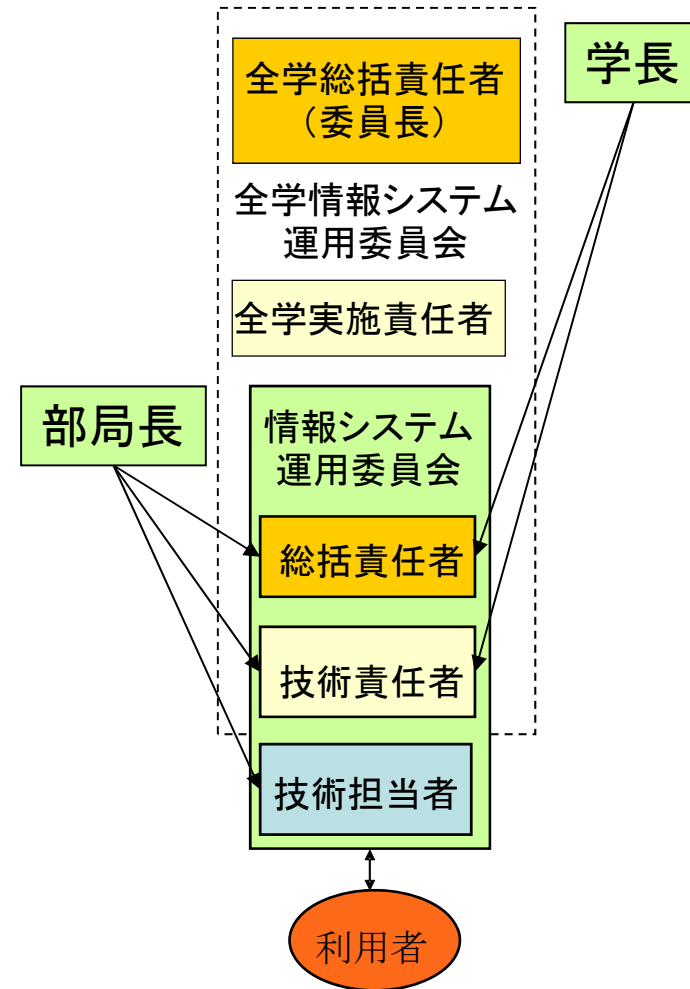 全学総括責任者
（委員長）
学長
全学情報システム
運用委員会
全学実施責任者
部局長
情報システム
運用委員会
総括責任者
技術責任者
技術担当者
利用者